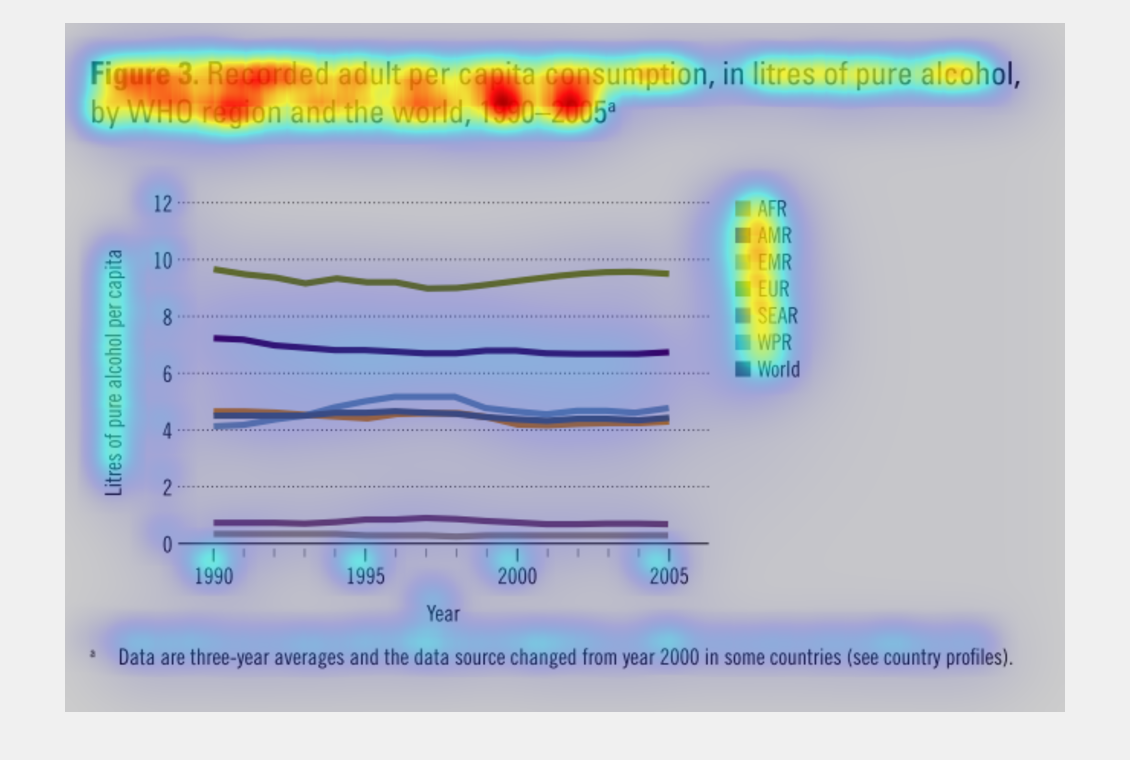 Figure 3. Recorded adult per capita consumption, in litres of pure alcohol,
by WHO region and the world, 1990–2005ª
Litres of pure alcohol per capita
12
10
8
6
4
2
0
1990 1995 2000 2005
Year
AFR
AMR
EMR
EUR
SEAR
WPR
World
ª Data are three-year averages and the data source changed from year 2000 in some countries (see country profiles).